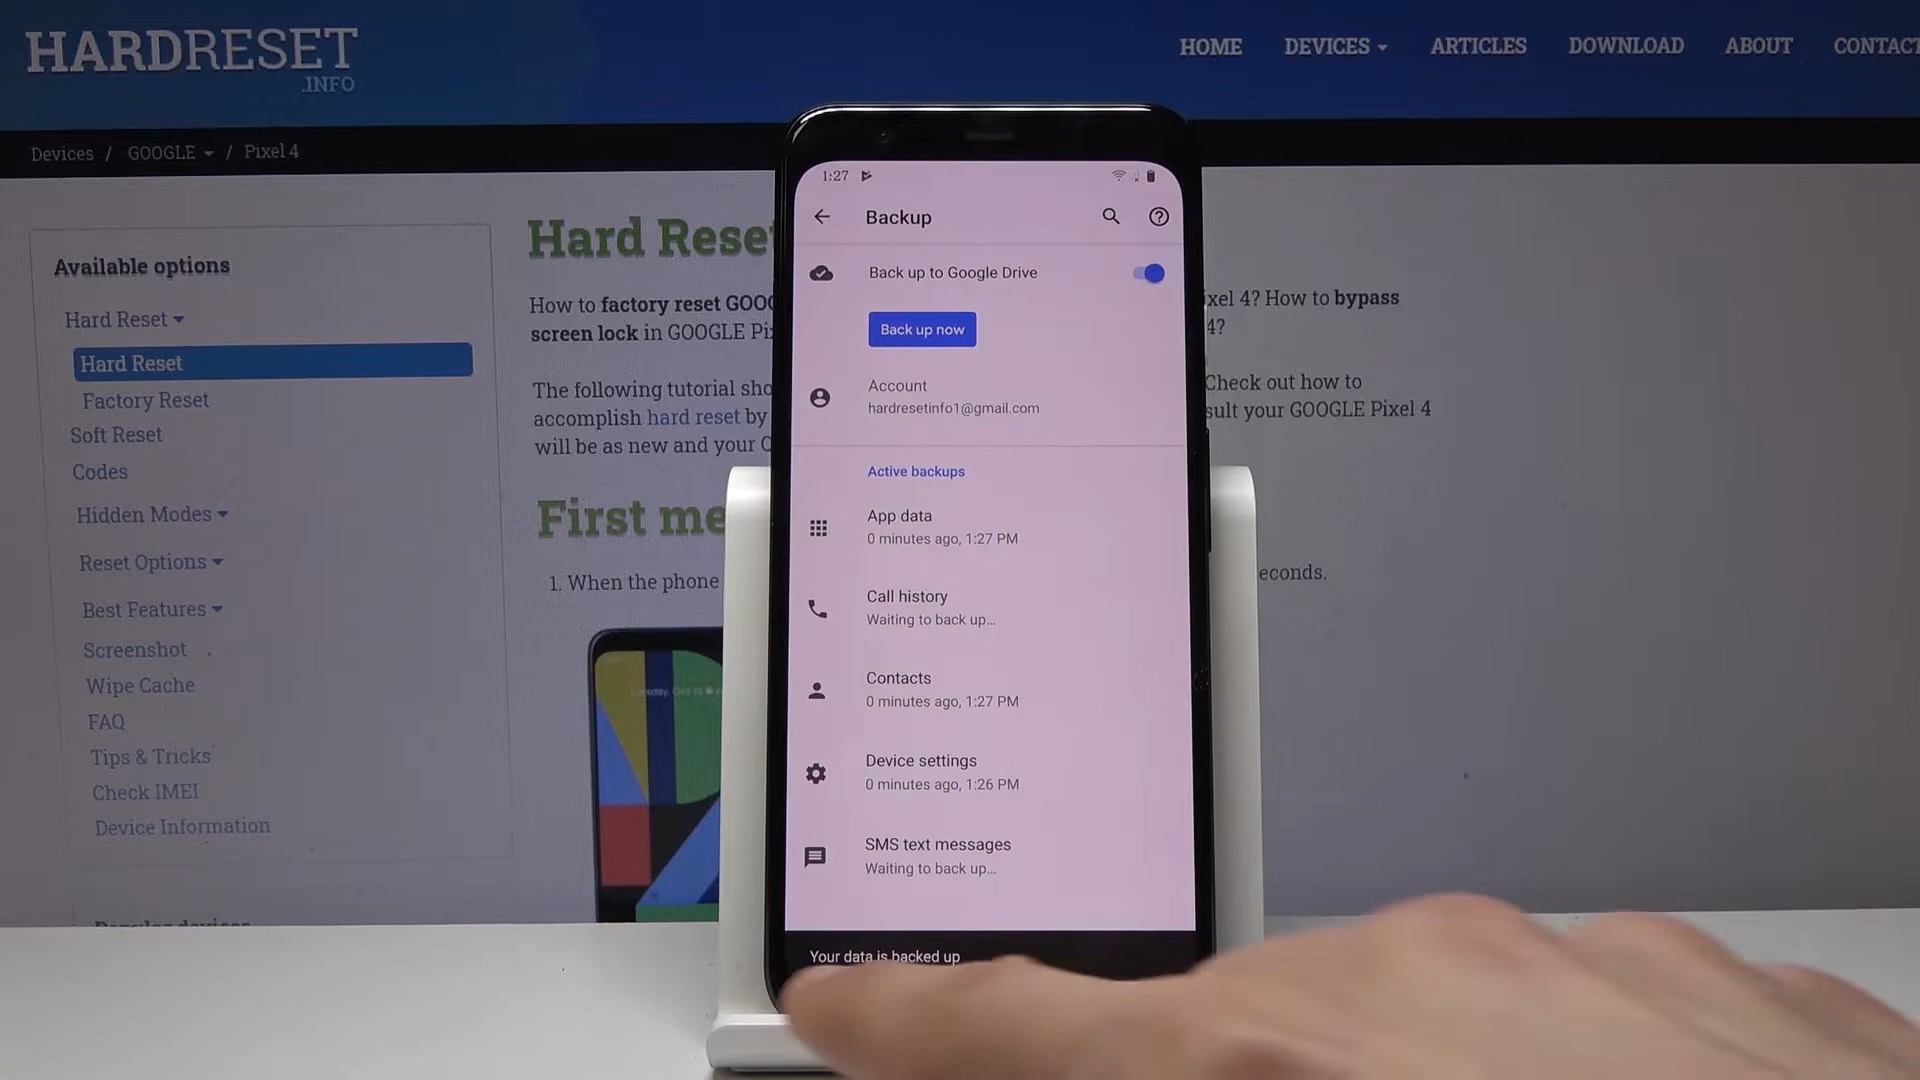 HARDRESET
.INFO
HOME DEVICES ARTICLES DOWNLOAD ABOUT CONTACT
Devices / GOOGLE / Pixel 4
Available options
Hard Reset
Hard Reset
Factory Reset
Soft Reset
Codes
Hidden Modes
Reset Options
Best Features
Screenshot
Wipe Cache
FAQ
Tips & Tricks
Check IMEI
Device Information
Hard Reset
How to factory reset GOOG
screen lock in GOOGLE Pi
The following tutorial sho
accomplish hard reset by
will be as new and your
First me
1. When the phone
xel 4? How to bypass
4?
Check out how to
sult your GOOGLE Pixel 4
econds.
1:27
Backup
Back up to Google Drive
Back up now
Account
hardresetinfo1@gmail.com
Active backups
App data
0 minutes ago, 1:27 PM
Call history
Waiting to back up...
Contacts
0 minutes ago, 1:27 PM
Device settings
0 minutes ago, 1:26 PM
SMS text messages
Waiting to back up...
Your data is backed up